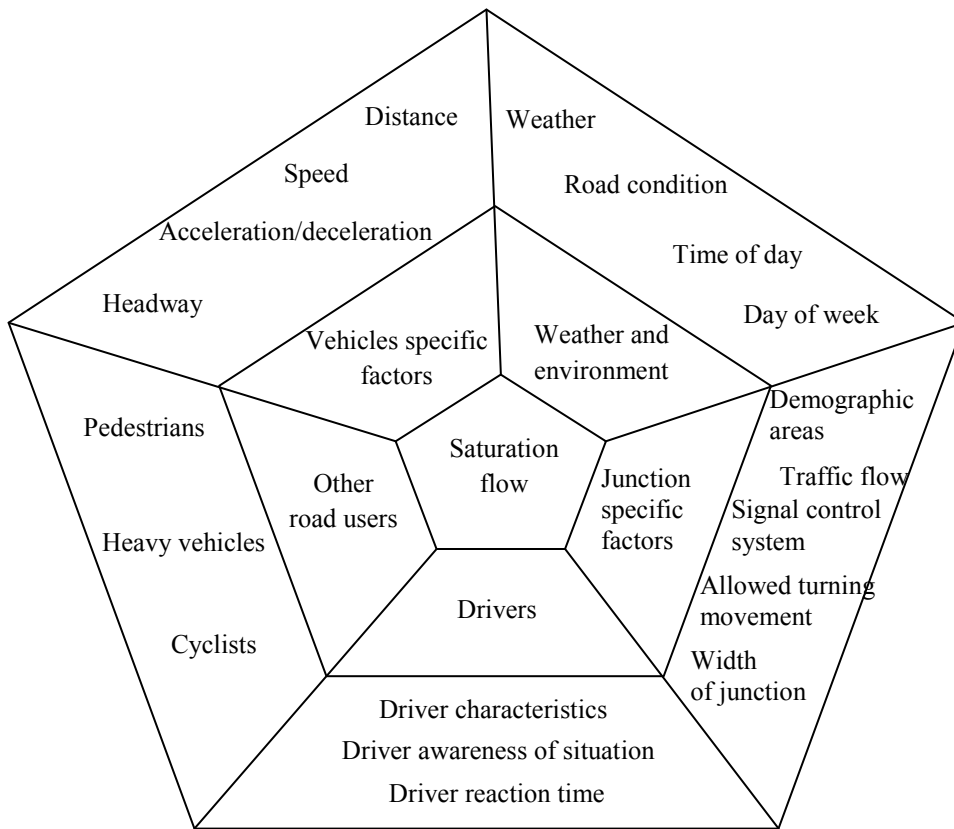 Distance
Weather
Speed
Road condition
Acceleration/deceleration
Time of day
Headway
Day of week
Vehicles specific
factors
Weather and
environment
Pedestrians
Demographic
areas
Saturation
flow
Other
road users
Junction
specific
factors
Traffic flow
Signal control
system
Heavy vehicles
Allowed turning
movement
Drivers
Cyclists
Width
of junction
Driver characteristics
Driver awareness of situation
Driver reaction time